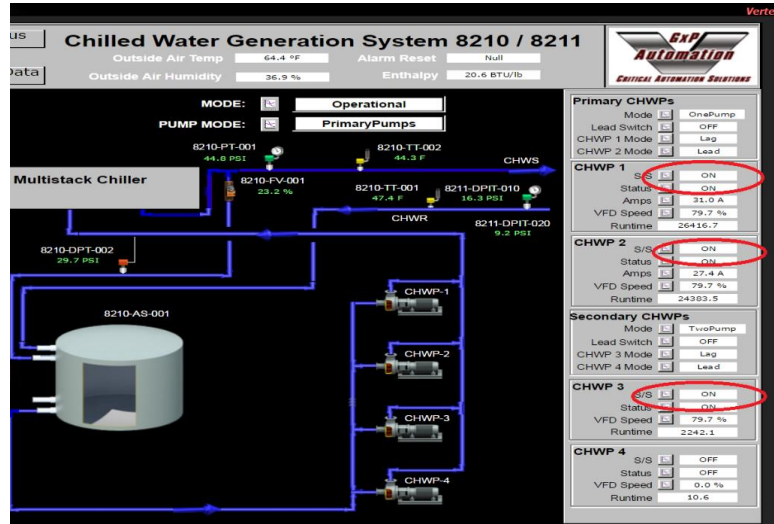 Verte
us
Data
Chilled Water Generation System 8210 / 8211
Outside Air Temp 64.4 ºF Alarm Reset Null
Outside Air Humidity 36.9 % Enthalpy 20.6 BTU/lb
GxP
Automation
Critical Automation Solutions
MODE: Operational
PUMP MODE: PrimaryPumps
8210-PT-001
44.8 PSI
8210-TT-002
44.3 F
CHWS
Multistack Chiller
8210-FV-001
23.2 %
8210-TT-001
47.4 F
8211-DPIT-010
16.3 PSI
CHWR
8211-DPIT-020
9.2 PSI
8210-DPT-002
29.7 PSI
8210-AS-001
CHWP-1
CHWP-2
CHWP-3
CHWP-4
Primary CHWPs
Mode OnePump
Lead Switch OFF
CHWP 1 Mode Lag
CHWP 2 Mode Lead
CHWP 1
S/S ON
Status ON
Amps 31.0 A
VFD Speed 79.7 %
Runtime 26416.7
CHWP 2
S/S ON
Status ON
Amps 27.4 A
VFD Speed 79.7 %
Runtime 24383.5
Secondary CHWPs
Mode TwoPump
Lead Switch OFF
CHWP 3 Mode Lag
CHWP 4 Mode Lead
CHWP 3
S/S ON
Status ON
VFD Speed 79.7 %
Runtime 2242.1
CHWP 4
S/S OFF
Status OFF
VFD Speed 0.0 %
Runtime 10.6